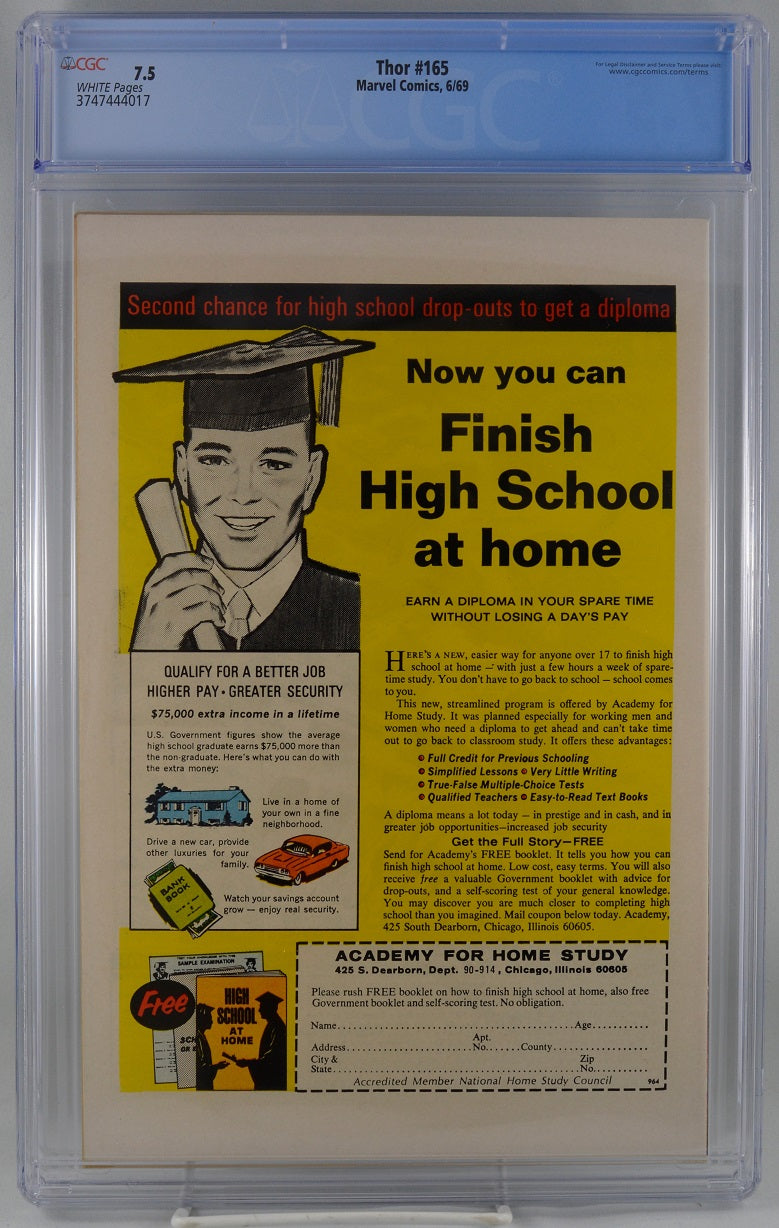 CGC
7.5
WHITE Pages
3747444017
Thor #165
Marvel Comics, 6/69
For Legal Disclaimer and Service Terms please visit:
www.cgccomics.com/terms
CGC
Second chance for high school drop-outs to get a diploma
Now you can
Finish
High School
at home
EARN A DIPLOMA IN YOUR SPARE TIME
WITHOUT LOSING A DAY'S PAY
QUALIFY FOR A BETTER JOB
HIGHER PAY • GREATER SECURITY
$75,000 extra income in a lifetime
U.S. Government figures show the average
high school graduate earns $75,000 more than
the non-graduate. Here's what you can do with
the extra money:
Live in a home of
your own in a fine
neighborhood.
Drive a new car, provide
other luxuries for your
family.
BANK
BOOK
Watch your savings account
grow — enjoy real security.
HERE'S A NEW, easier way for anyone over 17 to finish high
school at home — with just a few hours a week of spare-
time study. You don't have to go back to school — school comes
to you.
This new, streamlined program is offered by Academy for
Home Study. It was planned especially for working men and
women who need a diploma to get ahead and can't take time
out to go back to classroom study. It offers these advantages:
Full Credit for Previous Schooling
Simplified Lessons Very Little Writing
True-False Multiple-Choice Tests
Qualified Teachers Easy-to-Read Text Books
A diploma means a lot today — in prestige and in cash, and in
greater job opportunities—increased job security
Get the Full Story—FREE
Send for Academy's FREE booklet. It tells you how you can
finish high school at home. Low cost, easy terms. You will also
receive free a valuable Government booklet with advice for
drop-outs, and a self-scoring test of your general knowledge.
You may discover you are much closer to completing high
school than you imagined. Mail coupon below today. Academy,
425 South Dearborn, Chicago, Illinois 60605.
TEST YOUR KNOWLEDGE WITH THIS
SAMPLE EXAMINATION
Free
HIGH
SCHOOL
AT
HOME
ACADEMY FOR HOME STUDY
425 S. Dearborn, Dept. 90-914, Chicago, Illinois 60605
Please rush FREE booklet on how to finish high school at home, also free
Government booklet and self-scoring test. No obligation.
Name.......................................................Age...........
Apt.
Address..............................No.......County......................
City & Zip
State..........................................................No...........
Accredited Member National Home Study Council
964